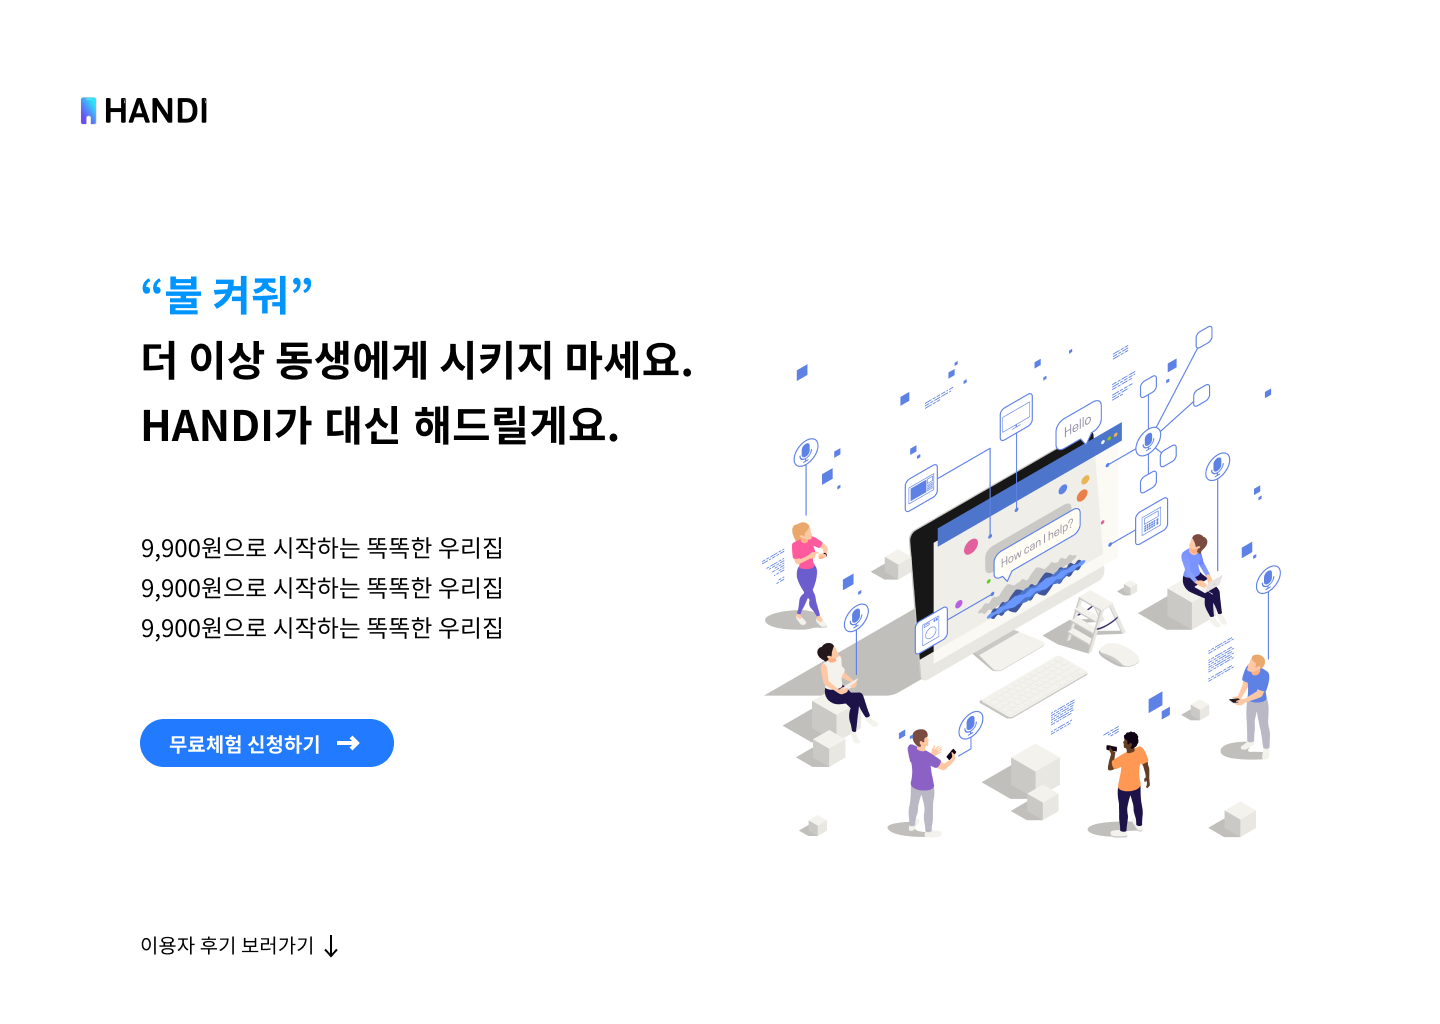 HANDI
“불 켜줘”
더 이상 동생에게 시키지 마세요.
HANDI가 대신 해드릴게요.
9,900원으로 시작하는 똑똑한 우리집
9,900원으로 시작하는 똑똑한 우리집
9,900원으로 시작하는 똑똑한 우리집
무료체험 신청하기 →
Hello
How can I help?
이용자 후기 보러가기 ↓